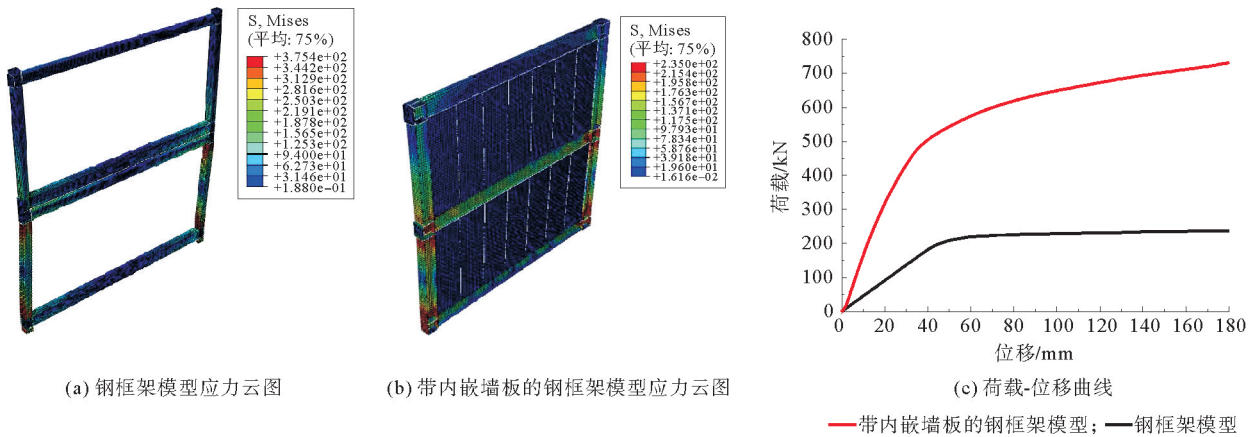 S, Mises
(平均: 75%)
+3.754e+02
+3.442e+02
+3.129e+02
+2.816e+02
+2.503e+02
+2.191e+02
+1.878e+02
+1.565e+02
+1.253e+02
+9.400e+01
+6.273e+01
+3.146e+01
+1.880e−01
(a) 钢框架模型应力云图
S, Mises
(平均: 75%)
+2.350e+02
+2.154e+02
+1.958e+02
+1.763e+02
+1.567e+02
+1.371e+02
+1.175e+02
+9.793e+01
+7.834e+01
+5.876e+01
+3.918e+01
+1.960e+01
+1.616e−02
(b) 带内嵌墙板的钢框架模型应力云图
荷载/kN
800
700
600
500
400
300
200
100
0
0 20 40 60 80 100 120 140 160 180
位移/mm
(c) 荷载-位移曲线
带内嵌墙板的钢框架模型; 钢框架模型